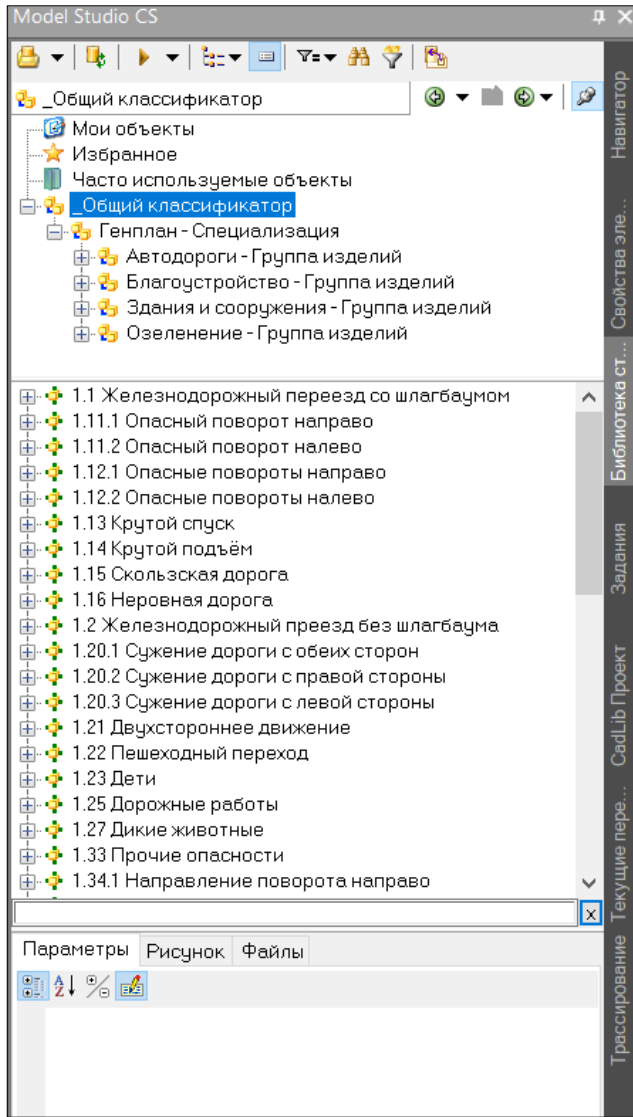 Model Studio CS
_Общий классификатор
Мои объекты
Избранное
Часто используемые объекты
_Общий классификатор
Генплан - Специализация
Автодороги - Группа изделий
Благоустройство - Группа изделий
Здания и сооружения - Группа изделий
Озеленение - Группа изделий
1.1 Железнодорожный переезд со шлагбаумом
1.11.1 Опасный поворот направо
1.11.2 Опасный поворот налево
1.12.1 Опасные повороты направо
1.12.2 Опасные повороты налево
1.13 Крутой спуск
1.14 Крутой подъём
1.15 Скользская дорога
1.16 Неровная дорога
1.2 Железнодорожный преезд без шлагбаума
1.20.1 Сужение дороги с обеих сторон
1.20.2 Сужение дороги с правой стороны
1.20.3 Сужение дороги с левой стороны
1.21 Двухстороннее движение
1.22 Пешеходный переход
1.23 Дети
1.25 Дорожные работы
1.27 Дикие животные
1.33 Прочие опасности
1.34.1 Направление поворота направо
x
Параметры Рисунок Файлы
Навигатор
Свойства эле...
Библиотека ст...
Задания
CadLib Проект
Текущие пере...
Трассирование